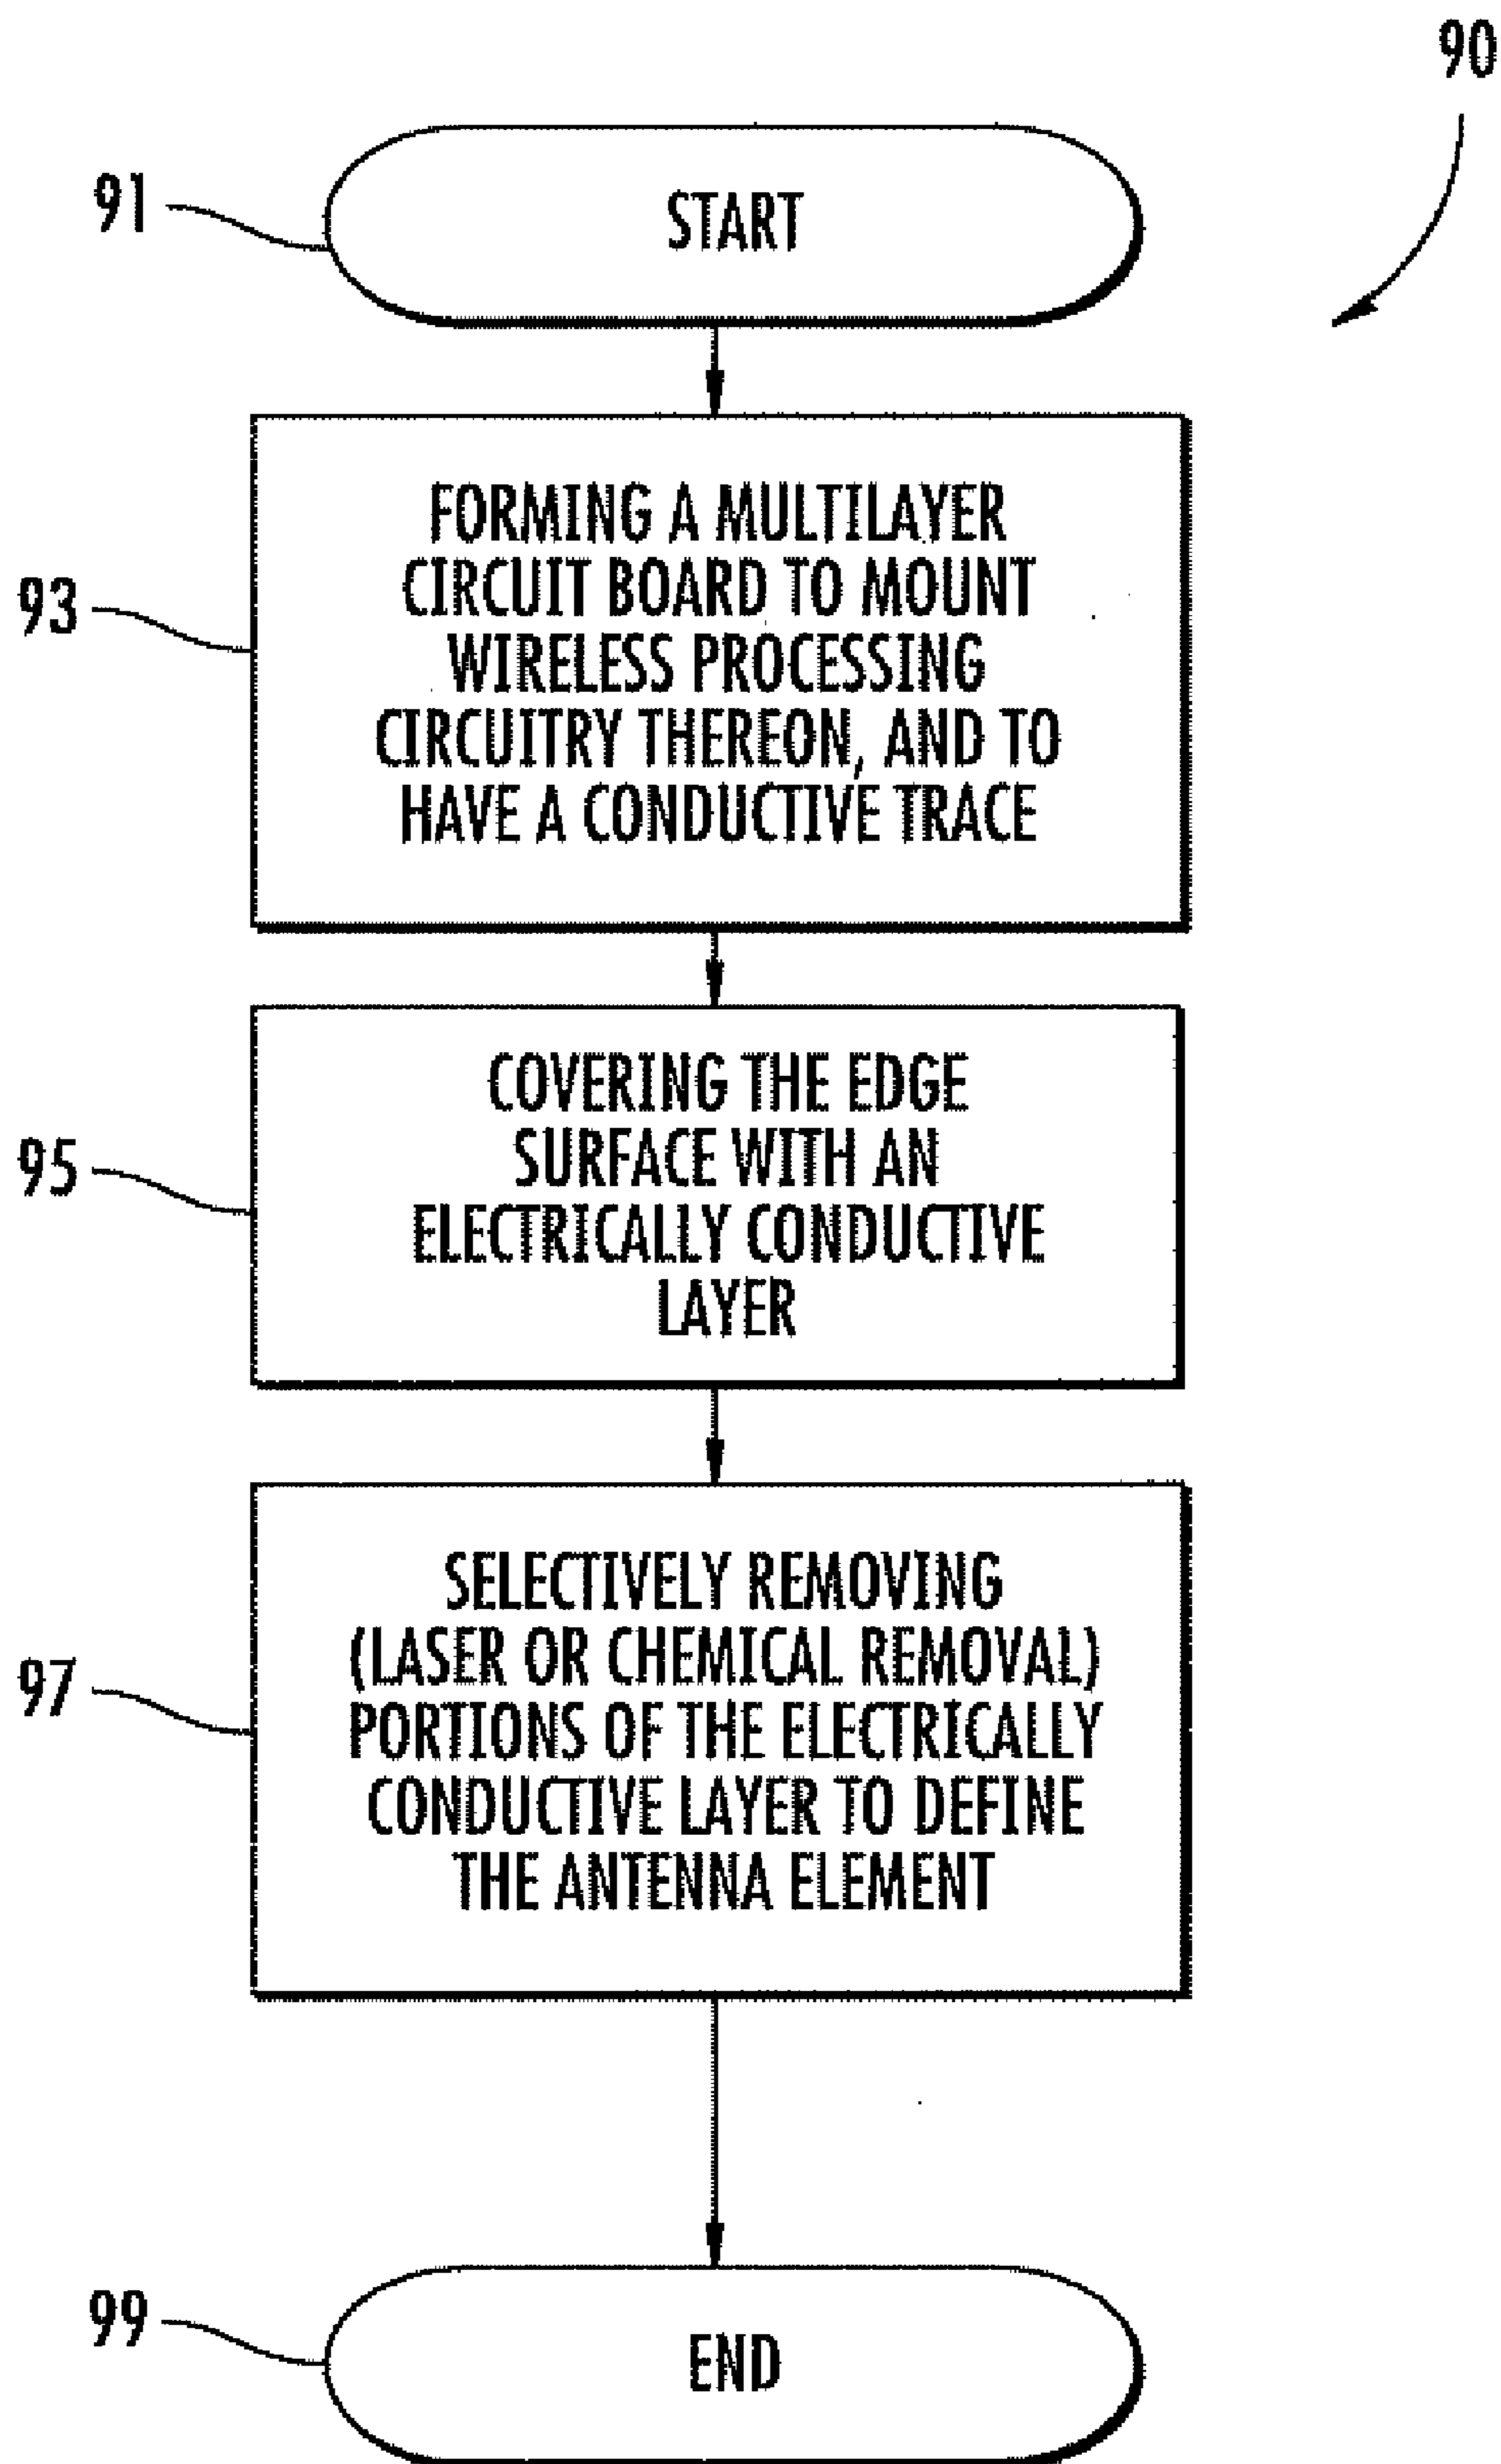 90
91
START
93
FORMING A MULTILAYER
CIRCUIT BOARD TO MOUNT
WIRELESS PROCESSING
CIRCUITRY THEREON, AND TO
HAVE A CONDUCTIVE TRACE
95
COVERING THE EDGE
SURFACE WITH AN
ELECTRICALLY CONDUCTIVE
LAYER
97
SELECTIVELY REMOVING
(LASER OR CHEMICAL REMOVAL)
PORTIONS OF THE ELECTRICALLY
CONDUCTIVE LAYER TO DEFINE
THE ANTENNA ELEMENT
99
END